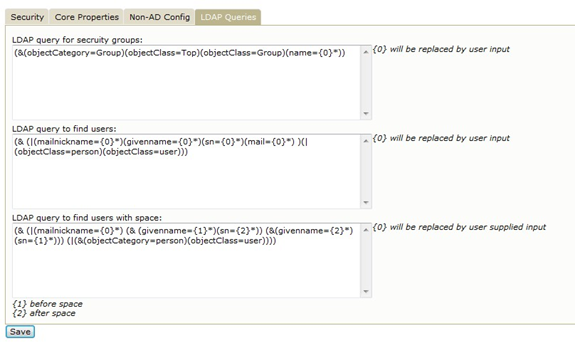 Security Core Properties Non-AD Config LDAP Queries
LDAP query for secruity groups:
(&(objectCategory=Group)(objectClass=Top)(objectClass=Group)(name={0}*))
{0} will be replaced by user input
LDAP query to find users:
(& (|(mailnickname={0}*)(givenname={0}*)(sn={0}*)(mail={0}*) )(|
(objectClass=person)(objectClass=user)))
{0} will be replaced by user input
LDAP query to find users with space:
(& (|(mailnickname={0}*) (& (givenname={1}*)(sn={2}*)) (&(givenname={2}*)
(sn={1}*))) (|(&(objectCategory=person)(objectClass=user))))
{0} will be replaced by user supplied input
{1} before space
{2} after space
Save